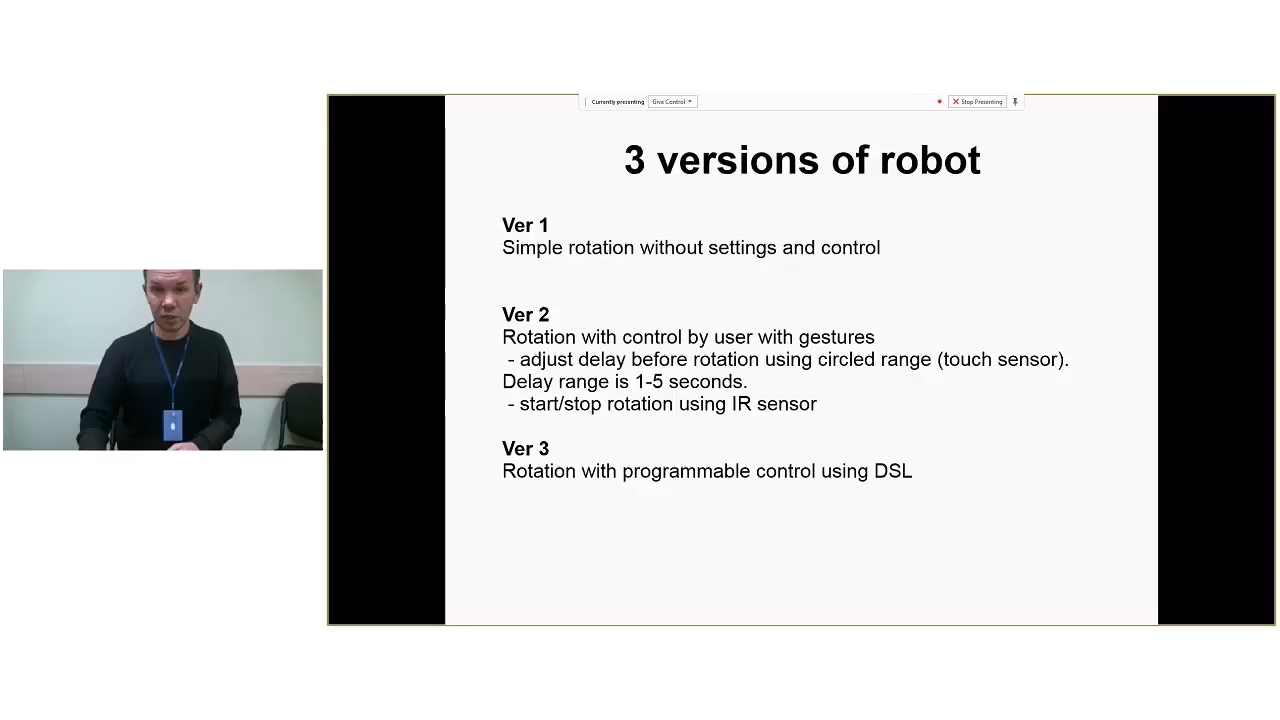 Currently presenting Give Control Stop Presenting
3 versions of robot
Ver 1
Simple rotation without settings and control
Ver 2
Rotation with control by user with gestures
- adjust delay before rotation using circled range (touch sensor).
Delay range is 1-5 seconds.
- start/stop rotation using IR sensor
Ver 3
Rotation with programmable control using DSL